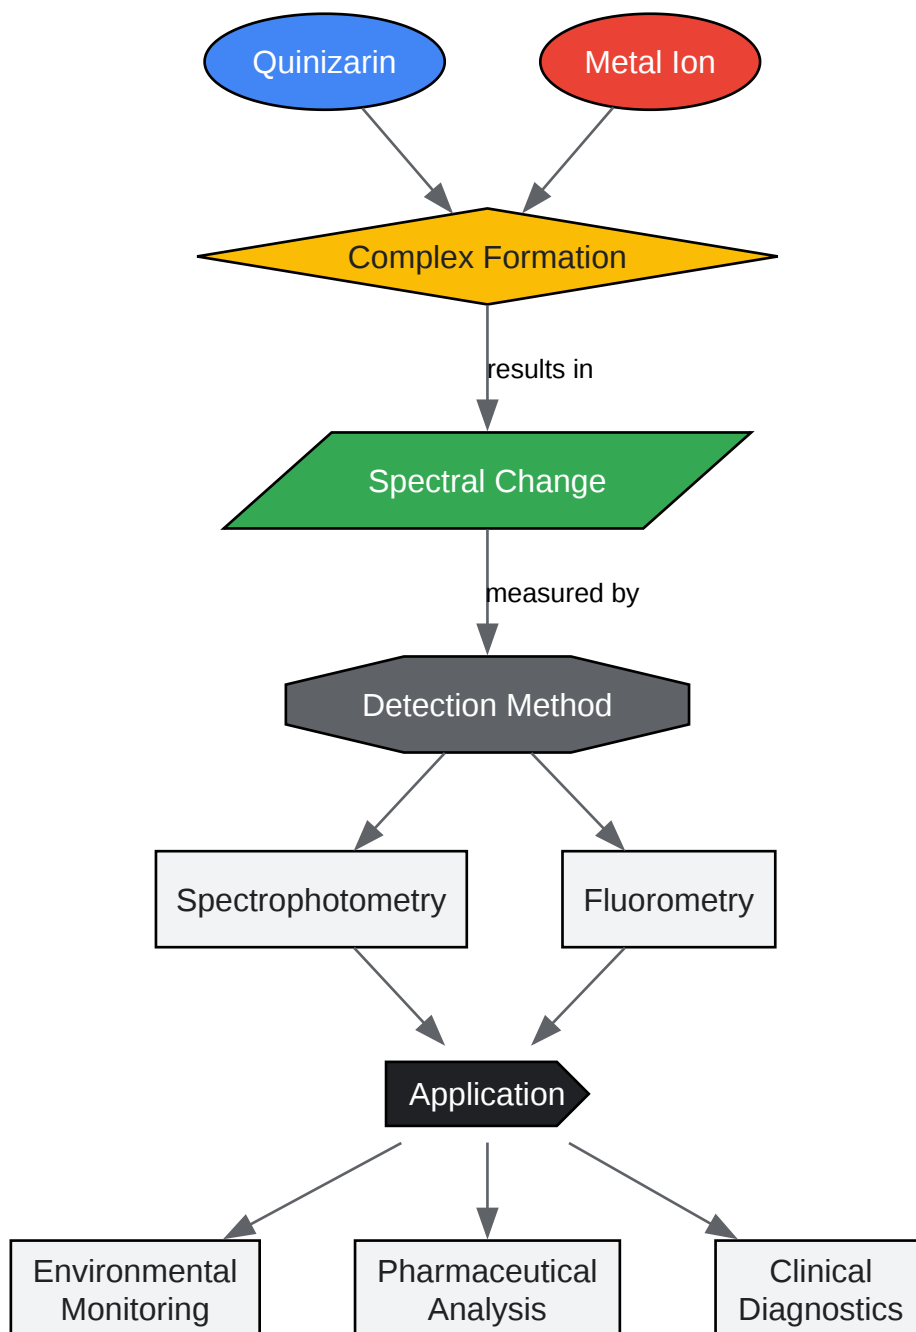 Quinizarin
Metal Ion
Complex Formation
results in
Spectral Change
measured by
Detection Method
Spectrophotometry
Fluorometry
Application
Environmental
Monitoring
Pharmaceutical
Analysis
Clinical
Diagnostics